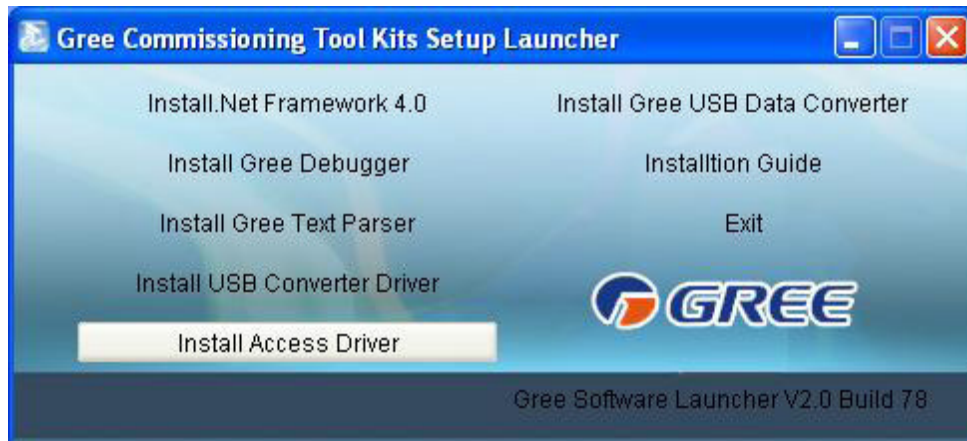 Gree Commissioning Tool Kits Setup Launcher
Install.Net Framework 4.0
Install Gree Debugger
Install Gree Text Parser
Install USB Converter Driver
Install Access Driver
Install Gree USB Data Converter
Installtion Guide
Exit
GREE
Gree Software Launcher V2.0 Build 78